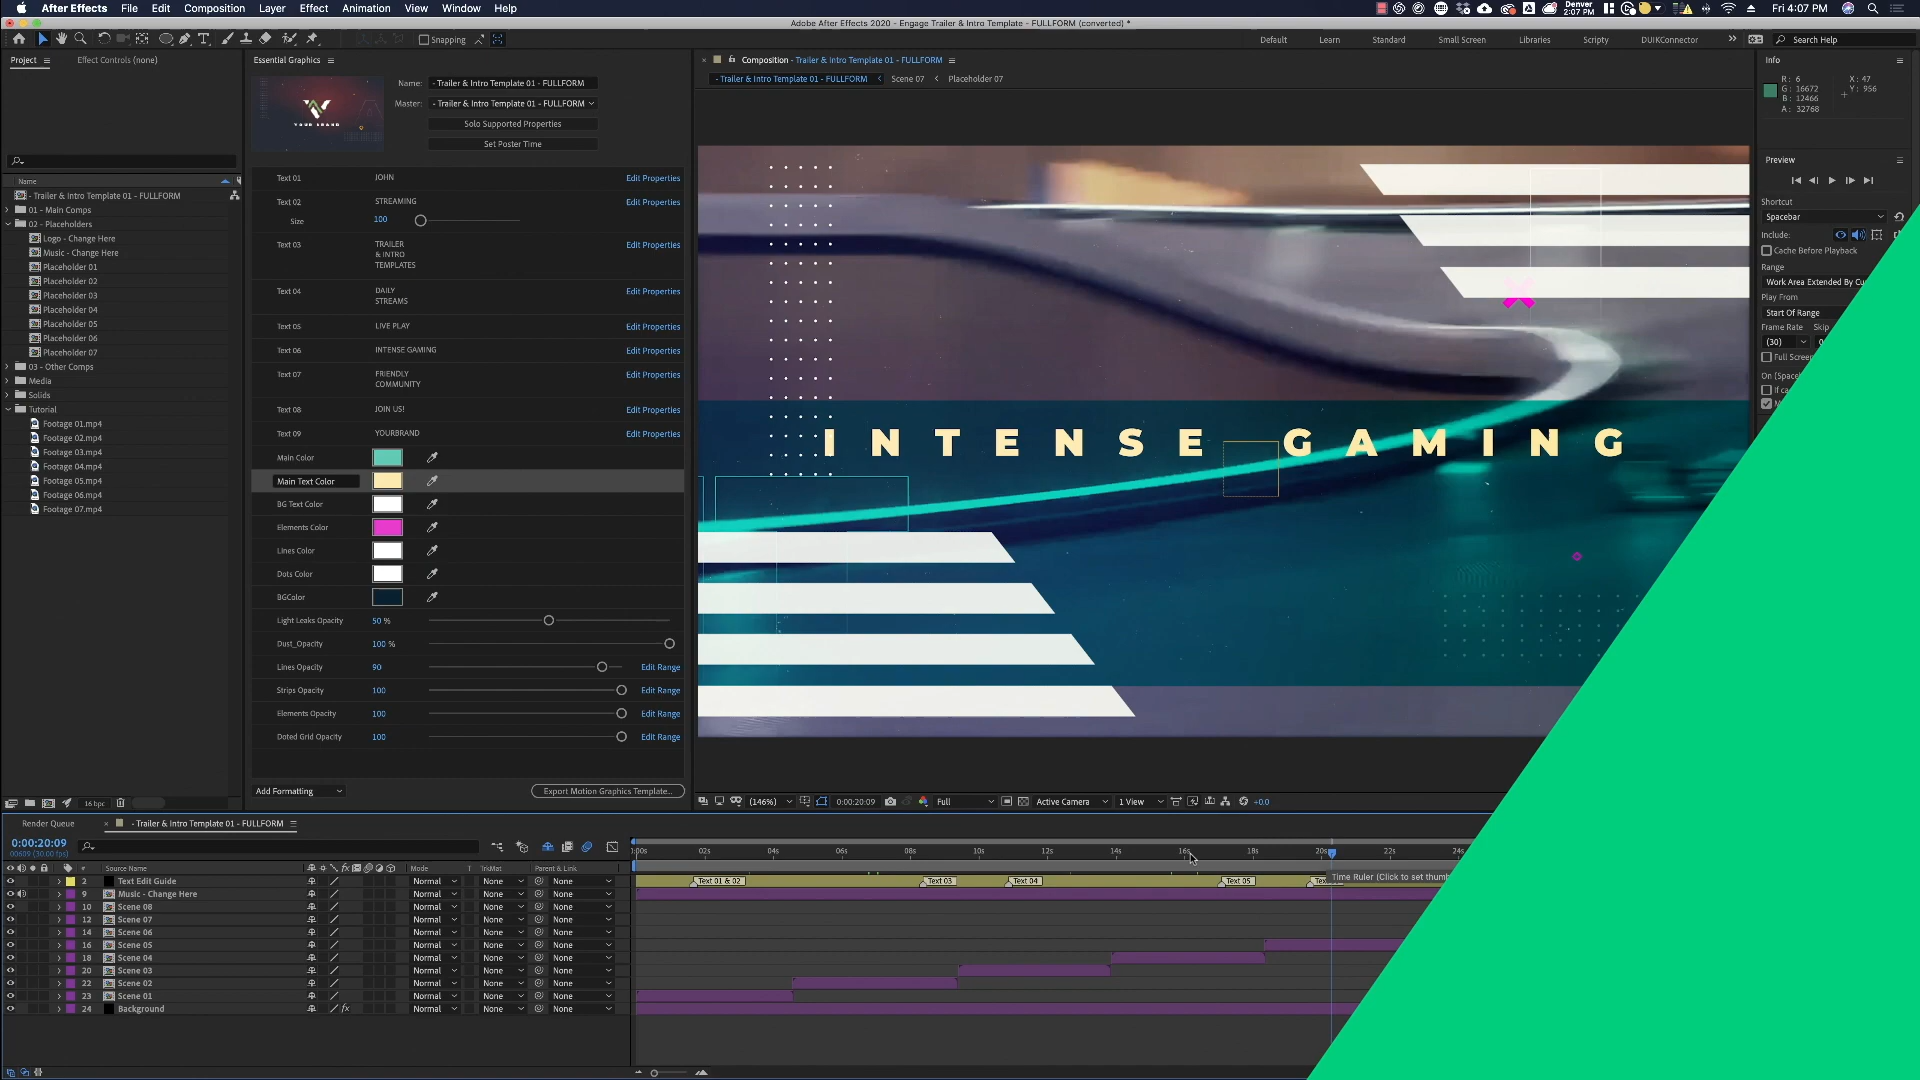 After Effects File Edit Composition Layer Effect Animation View Window Help
Denver
2:07 PM
Fri 4:07 PM
Adobe After Effects 2020 - Engage Trailer & Intro Template - FULLFORM (converted) *
Snapping
Default Learn Standard Small Screen Libraries Scripty DUIKConnector
Search Help
Project
Effect Controls (none)
Name
- Trailer & Intro Template 01 - FULLFORM
01 - Main Comps
02 - Placeholders
Logo - Change Here
Music - Change Here
Placeholder 01
Placeholder 02
Placeholder 03
Placeholder 04
Placeholder 05
Placeholder 06
Placeholder 07
03 - Other Comps
Media
Solids
Tutorial
Footage 01.mp4
Footage 02.mp4
Footage 03.mp4
Footage 04.mp4
Footage 05.mp4
Footage 06.mp4
Footage 07.mp4
16 bpc
Essential Graphics
YOUR BRAND
Name: - Trailer & Intro Template 01 - FULLFORM
Master: - Trailer & Intro Template 01 - FULLFORM
Solo Supported Properties
Set Poster Time
Text 01 JOHN Edit Properties
Text 02 STREAMING Edit Properties
Size 100
Text 03 TRAILER Edit Properties
& INTRO
TEMPLATES
Text 04 DAILY Edit Properties
STREAMS
Text 05 LIVE PLAY Edit Properties
Text 06 INTENSE GAMING Edit Properties
Text 07 FRIENDLY Edit Properties
COMMUNITY
Text 08 JOIN US! Edit Properties
Text 09 YOURBRAND Edit Properties
Main Color
Main Text Color
BG Text Color
Elements Color
Lines Color
Dots Color
BGColor
Light Leaks Opacity 50 %
Dust_Opacity 100 %
Lines Opacity 90 Edit Range
Strips Opacity 100 Edit Range
Elements Opacity 100 Edit Range
Doted Grid Opacity 100 Edit Range
Add Formatting
Export Motion Graphics Template...
Composition - Trailer & Intro Template 01 - FULLFORM
- Trailer & Intro Template 01 - FULLFORM Scene 07 Placeholder 07
INTENSE GAMING
(146%) 0:00:20:09 Full Active Camera 1 View +0.0
Info
R: 6 X: 47
G: 16672 Y: 956
B: 12466
A: 32768
Preview
Shortcut
Spacebar
Include:
Cache Before Playback
Range
Work Area Extended By Cu
Play From
Start Of Range
Frame Rate Skip
(30)
Full Screen
On (Space
If ca
Render Queue
- Trailer & Intro Template 01 - FULLFORM
0:00:20:09
00609 (30.00 fps)
# Source Name Mode T TrkMat Parent & Link
2 Text Edit Guide Normal None None
9 Music - Change Here Normal None None
10 Scene 08 Normal None None
12 Scene 07 Normal None None
14 Scene 06 Normal None None
16 Scene 05 Normal None None
18 Scene 04 Normal None None
20 Scene 03 Normal None None
22 Scene 02 Normal None None
23 Scene 01 Normal None None
24 Background Normal None None
1:00s 02s 04s 06s 08s 10s 12s 14s 16s 18s 20s 22s 24s
Text 01 & 02 Text 03 Text 04 Text 05
Time Ruler (Click to set thumb